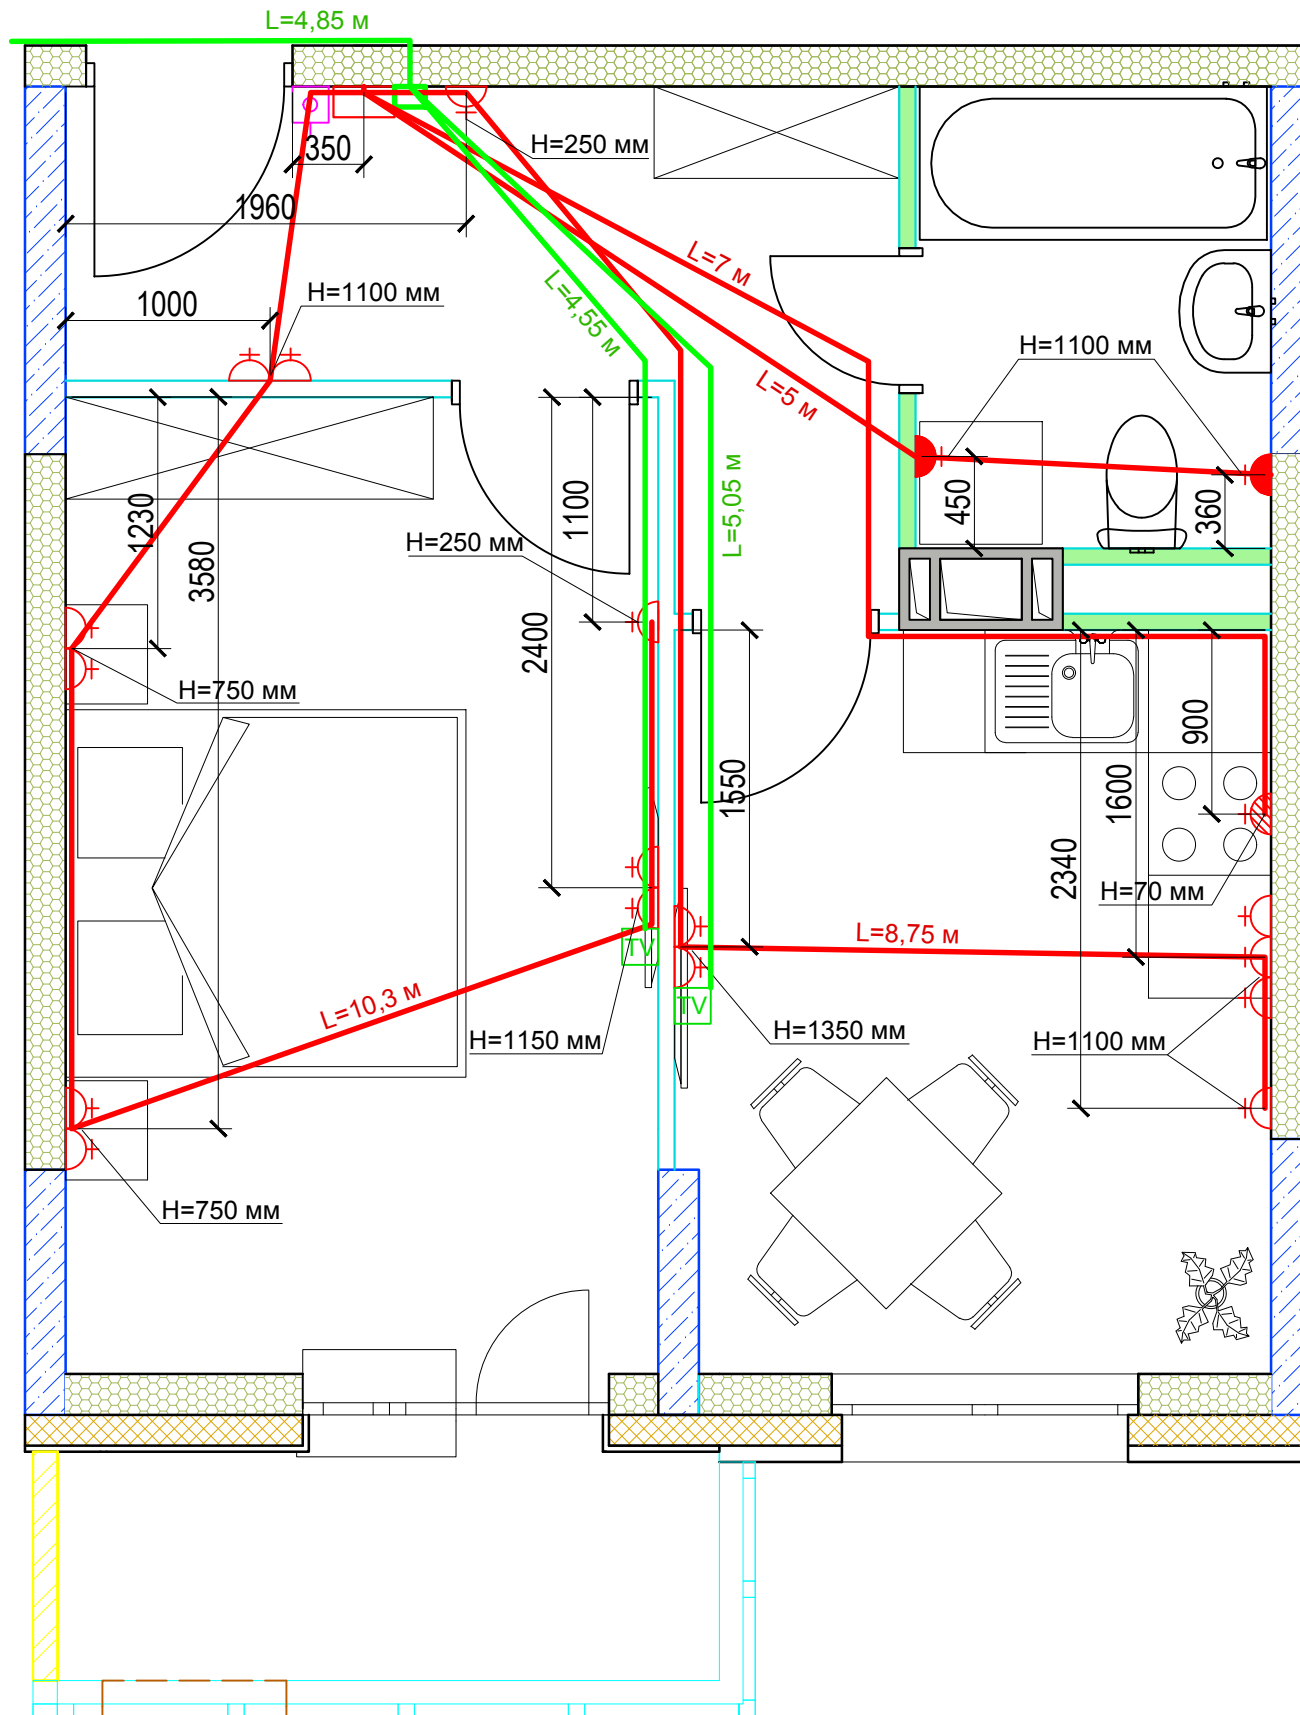 L=4,85 м
H=250 мм
350
1960
L=7 м
L=4,55 м
H=1100 мм
1000
H=1100 мм
L=5 м
L=5,05 м
1230
3580
1100
H=250 мм
450
360
2400
H=750 мм
900
1550
1600
2340
H=70 мм
TV
L=8,75 м
L=10,3 м
TV
H=1150 мм
H=1350 мм
H=1100 мм
H=750 мм